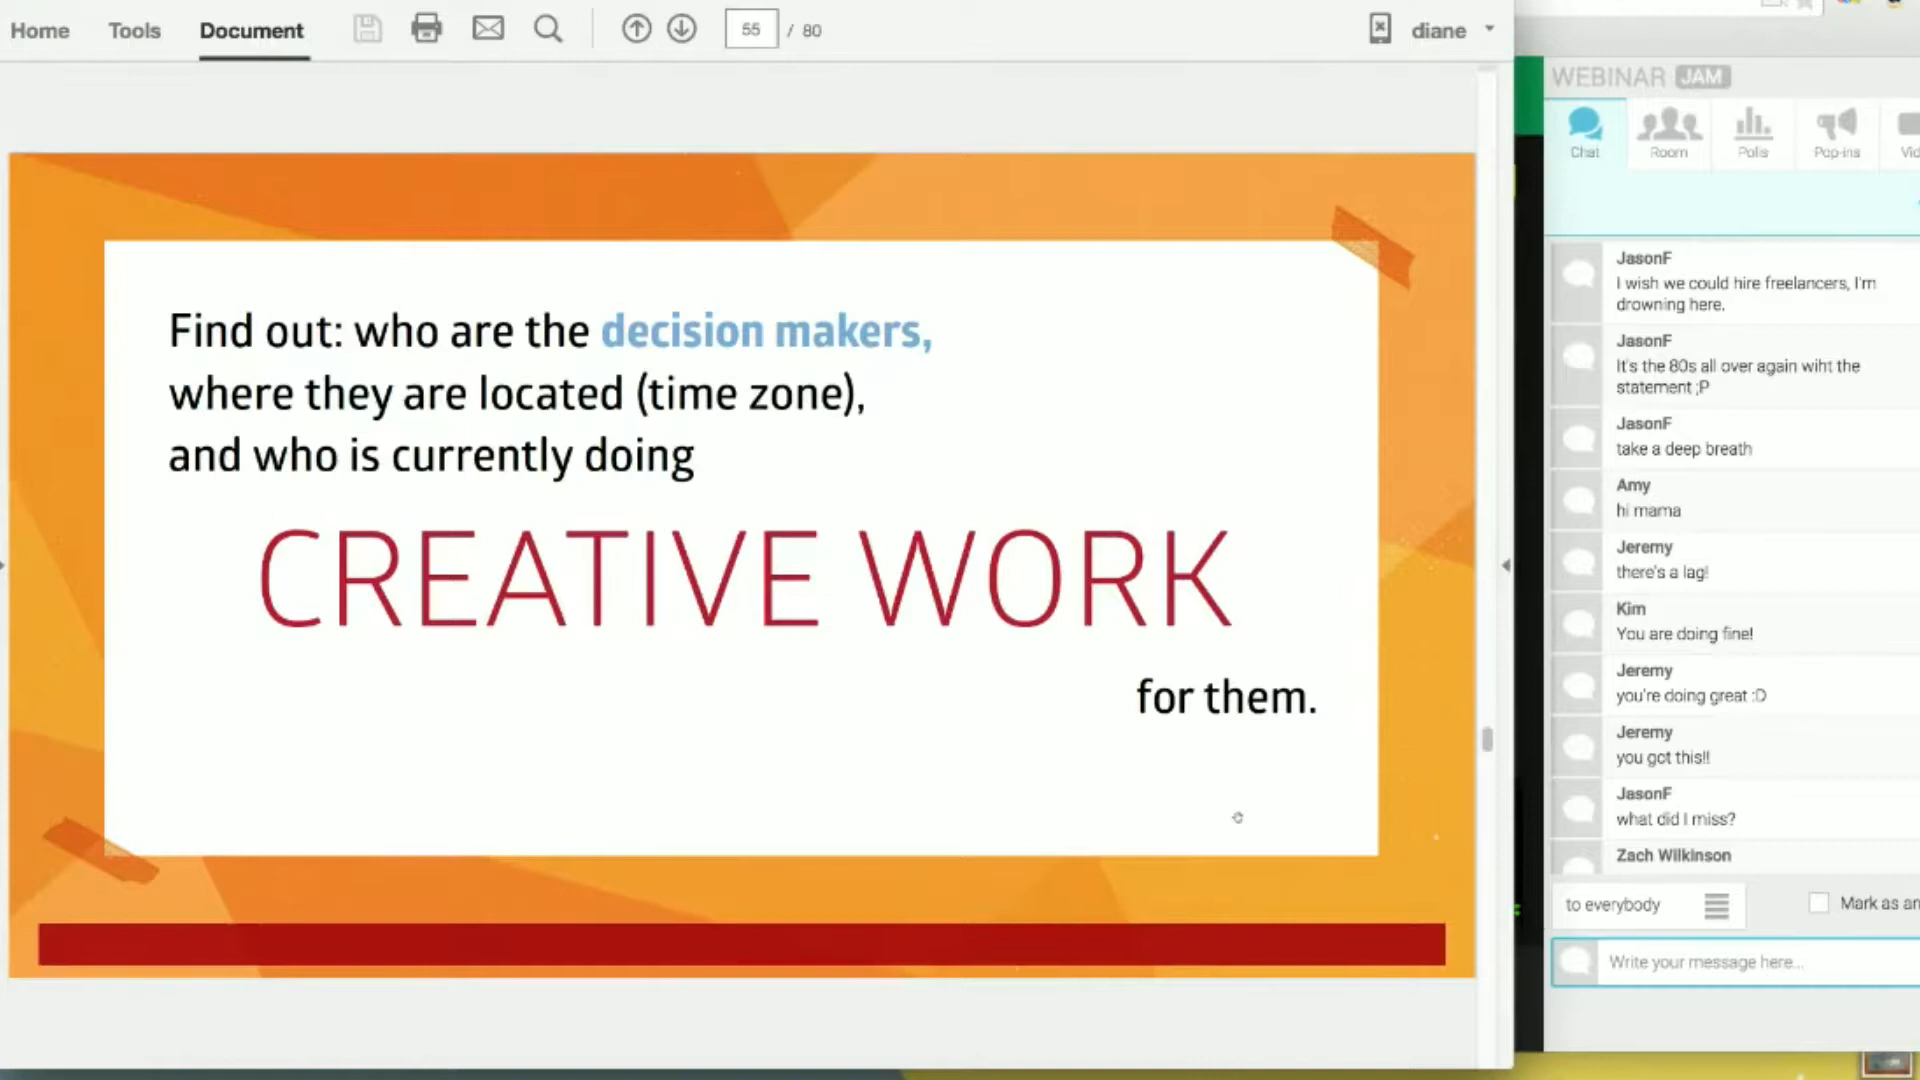 Home Tools Document 55 / 80 diane
Find out: who are the decision makers,
where they are located (time zone),
and who is currently doing
CREATIVE WORK
for them.
WEBINAR JAM
Chat Room Polls Pop-ins
JasonF
I wish we could hire freelancers, I'm
drowning here.
JasonF
It's the 80s all over again wiht the
statement ;P
JasonF
take a deep breath
Amy
hi mama
Jeremy
there's a lag!
Kim
You are doing fine!
Jeremy
you're doing great :D
Jeremy
you got this!!
JasonF
what did I miss?
Zach Wilkinson
to everybody Mark as
Write your message here...